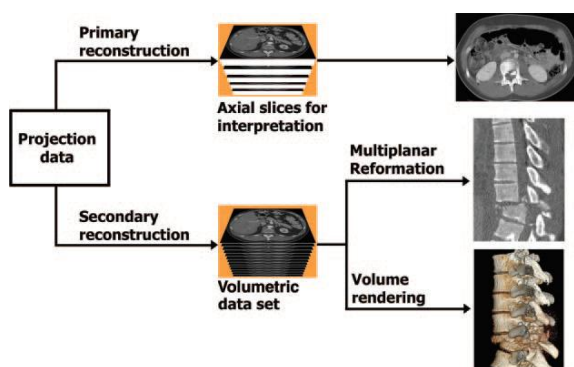 Primary
reconstruction
Axial slices for
interpretation
Projection
data
Multiplanar
Reformation
Secondary
reconstruction
Volumetric
data set
Volume
rendering